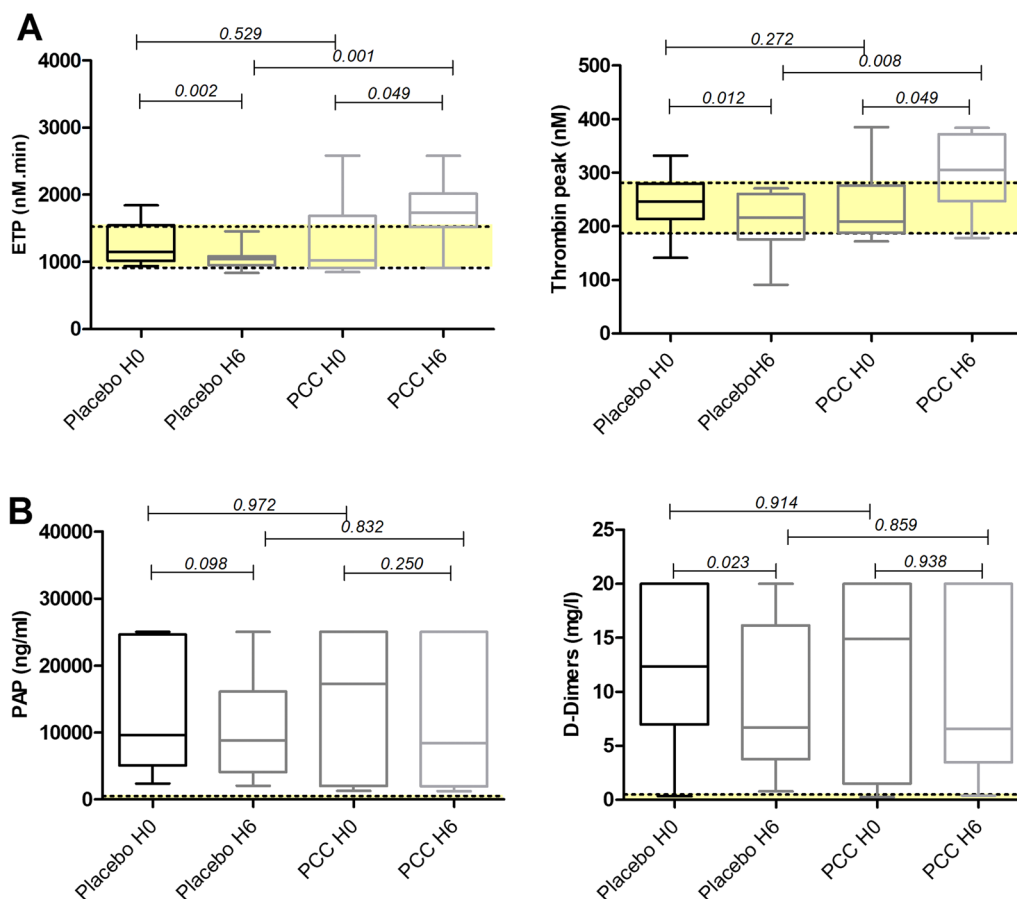 A
0.529
0.001
0.002
0.049
4000
3000
2000
1000
0
ETP (nM.min)
Placebo H0
Placebo H6
PCC H0
PCC H6
0.272
0.008
0.012
0.049
500
400
300
200
100
0
Thrombin peak (nM)
Placebo H0
PlaceboH6
PCC H0
PCC H6
B
0.972
0.832
0.098
0.250
40000
30000
20000
10000
0
PAP (ng/ml)
Placebo H0
Placebo H6
PCC H0
PCC H6
0.914
0.859
0.023
0.938
25
20
15
10
5
0
D-Dimers (mg/l)
Placebo H0
Placebo H6
PCC H0
PCC H6